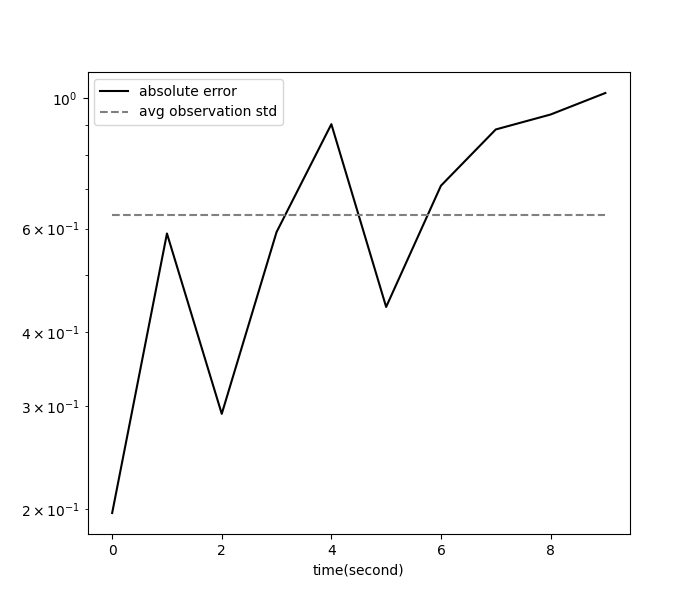 absolute error
avg observation std
10⁰
6 × 10⁻¹
4 × 10⁻¹
3 × 10⁻¹
2 × 10⁻¹
0 2 4 6 8
time(second)